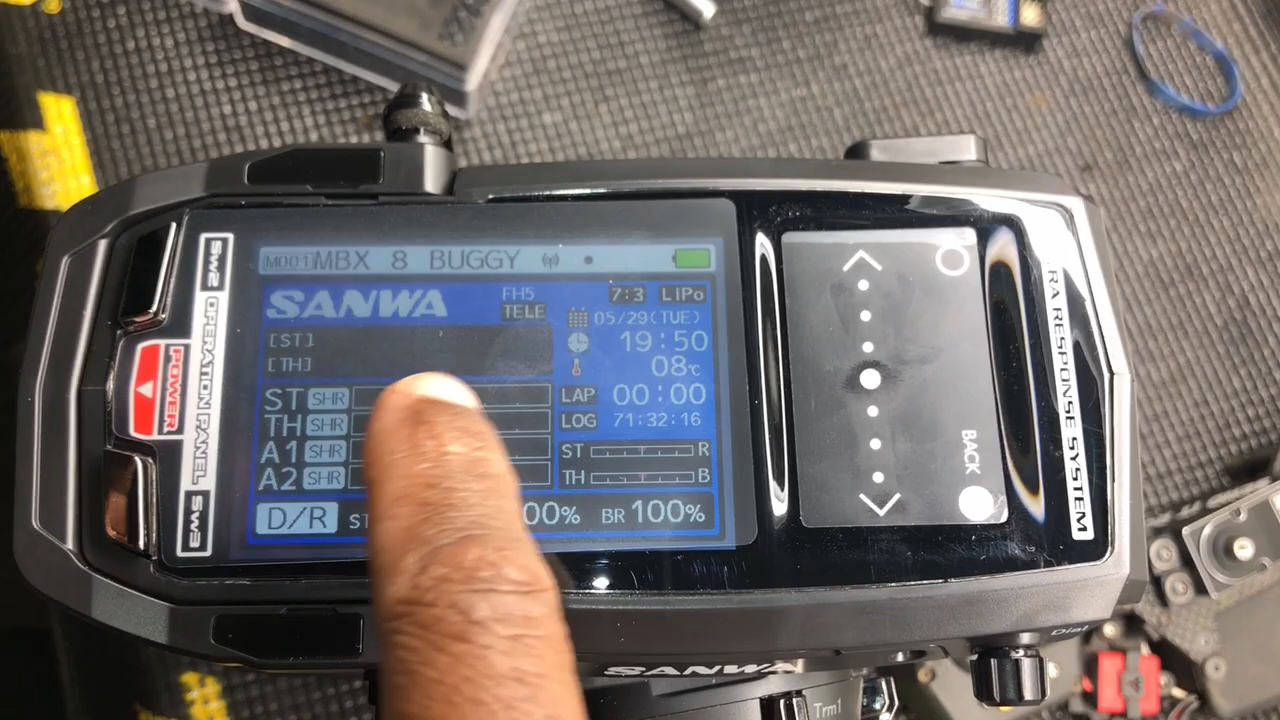 M001 MBX 8 BUGGY
SANWA
FH5
TELE
7:3 LiPo
05/29(TUE)
19:50
08℃
[ST]
[TH]
ST SHR
TH SHR
A1 SHR
A2 SHR
LAP 00:00
LOG 71:32:16
ST R
TH B
D/R ST 00% BR 100%
SW2 OPERATION PANEL SW3
POWER
BACK
RA RESPONSE SYSTEM
Dial
SANWA
Trm1